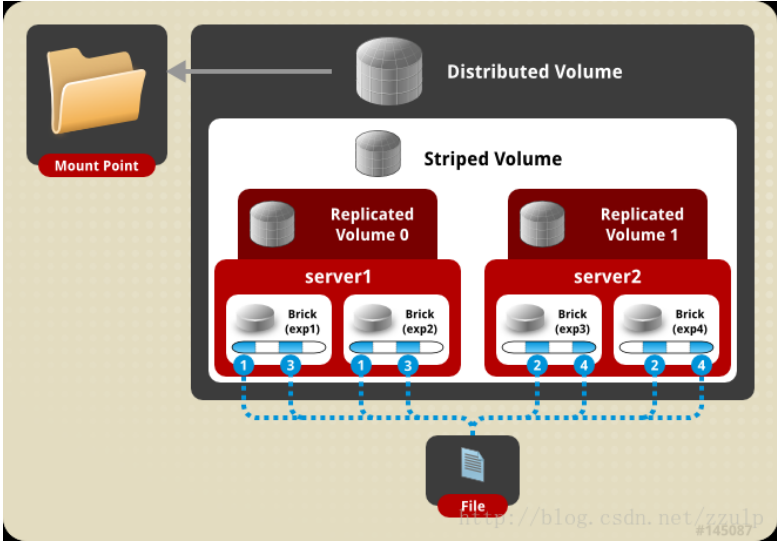 Distributed Volume
Mount Point
Striped Volume
Replicated
Volume 0
Replicated
Volume 1
server1
server2
Brick
(exp1)
Brick
(exp2)
Brick
(exp3)
Brick
(exp4)
1
3
1
3
2
4
2
4
File
http://blog.csdn.net/zzulp
#145087